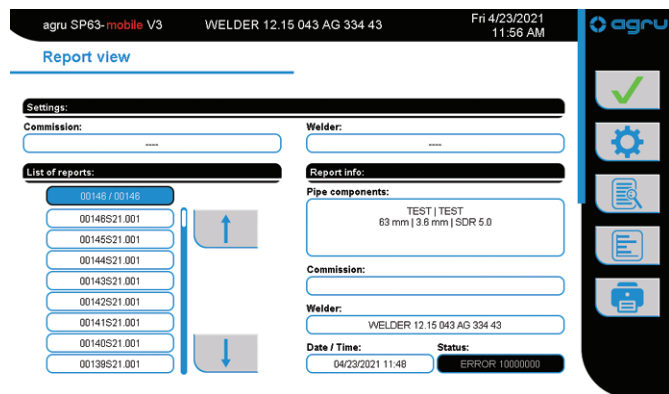 agru SP63-mobile V3 WELDER 12.15 043 AG 334 43 Fri 4/23/2021
11:56 AM
agru
Report view
Settings:
Commission: Welder:
---- ----
List of reports: Report info:
00146 / 00146
Pipe components:
TEST | TEST
63 mm | 3.6 mm | SDR 5.0
00146S21.001
00145S21.001
00144S21.001
00143S21.001
00142S21.001
00141S21.001
00140S21.001
00139S21.001
Commission:
Welder:
WELDER 12.15 043 AG 334 43
Date / Time: Status:
04/23/2021 11:48 ERROR 10000000